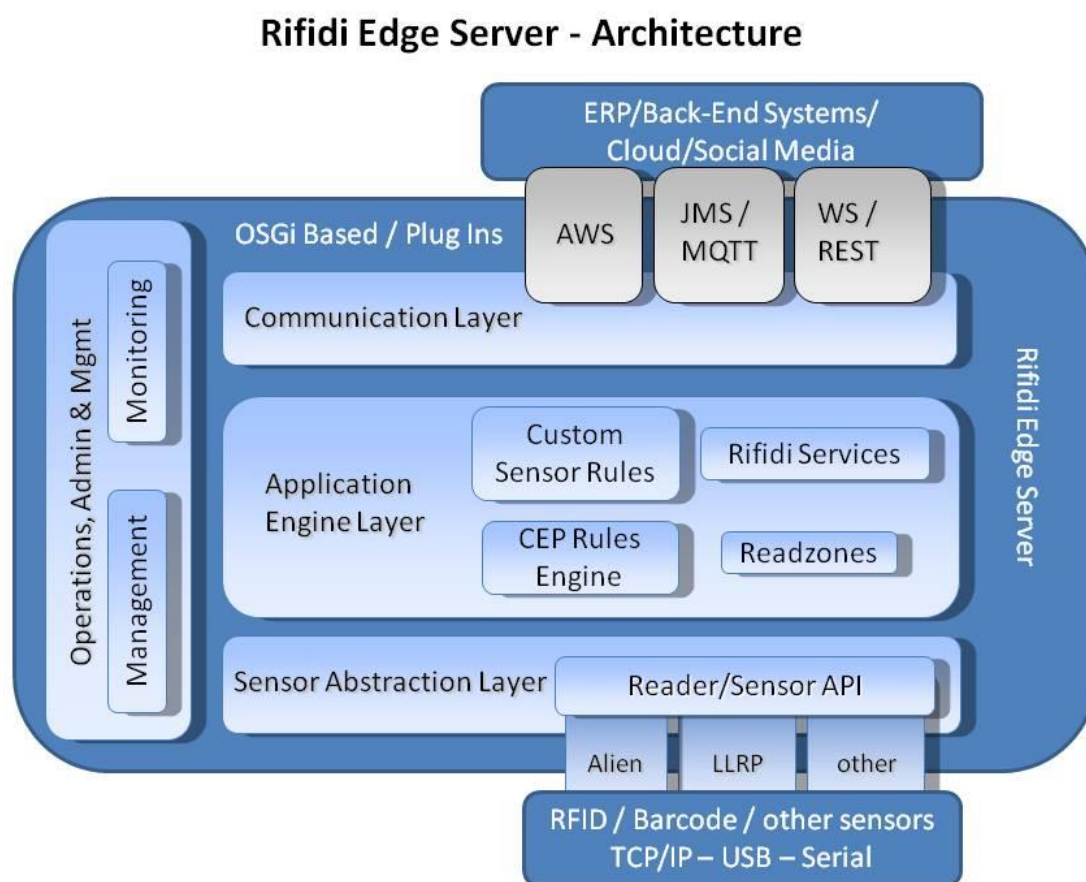 Rifidi Edge Server - Architecture
ERP/Back-End Systems/
Cloud/Social Media
OSGi Based / Plug Ins
AWS
JMS /
MQTT
WS /
REST
Operations, Admin & Mgmt
Monitoring
Management
Communication Layer
Application
Engine Layer
Custom
Sensor Rules
Rifidi Services
CEP Rules
Engine
Readzones
Sensor Abstraction Layer
Reader/Sensor API
Alien
LLRP
other
Rifidi Edge Server
RFID / Barcode / other sensors
TCP/IP – USB – Serial